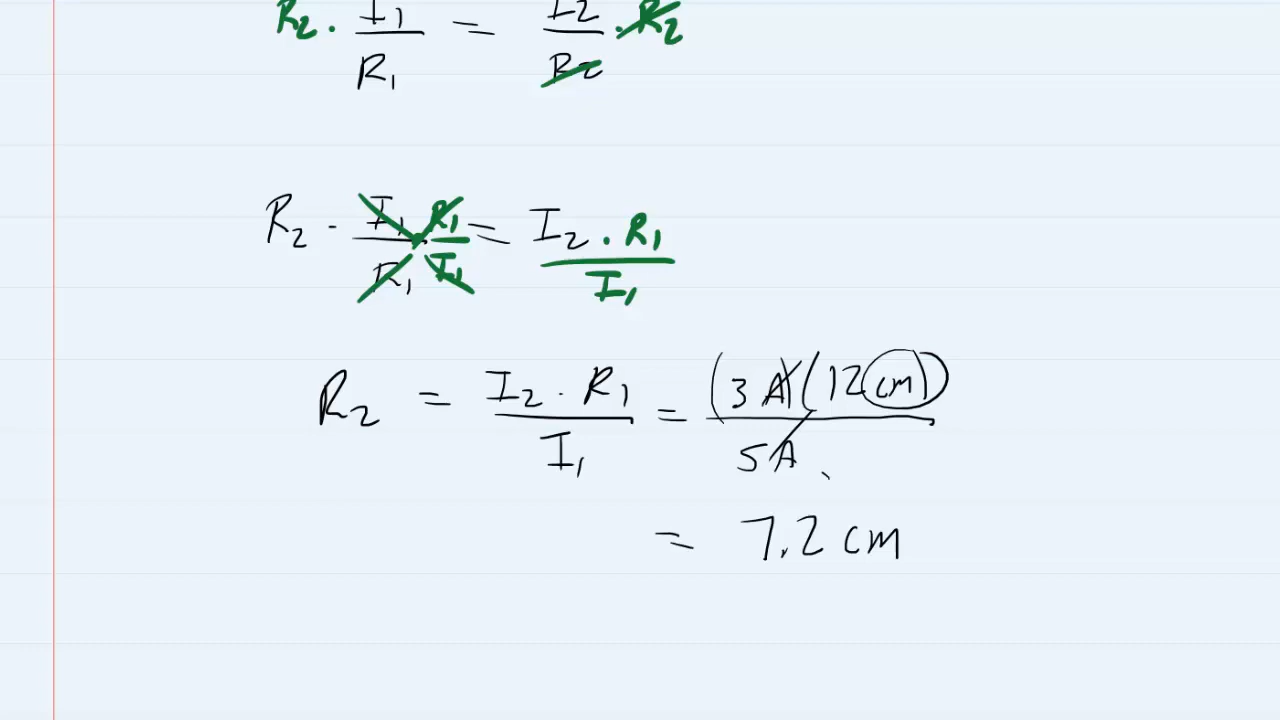 R₂ · I₁/R₁ = I₂/R₂ · R₂
R₂ · I₁/R₁ · R₁/I₁ = I₂ · R₁/I₁
R₂ = I₂ · R₁/I₁ = (3 A)(12 cm)/5A
= 7.2 cm